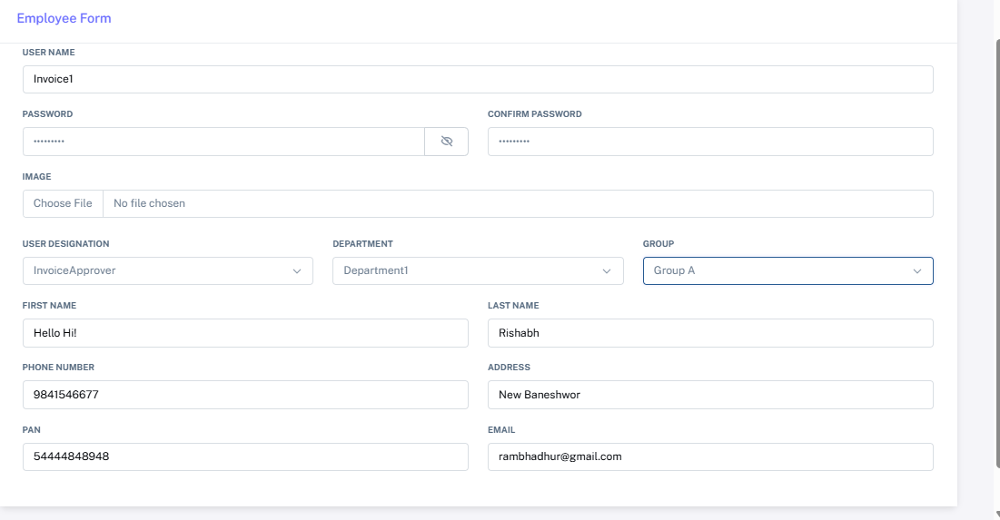 Employee Form
USER NAME
Invoice1
PASSWORD CONFIRM PASSWORD
••••••••• •••••••••
IMAGE
Choose File No file chosen
USER DESIGNATION DEPARTMENT GROUP
InvoiceApprover Department1 Group A
FIRST NAME LAST NAME
Hello Hi! Rishabh
PHONE NUMBER ADDRESS
9841546677 New Baneshwor
PAN EMAIL
54444848948 rambhadhur@gmail.com